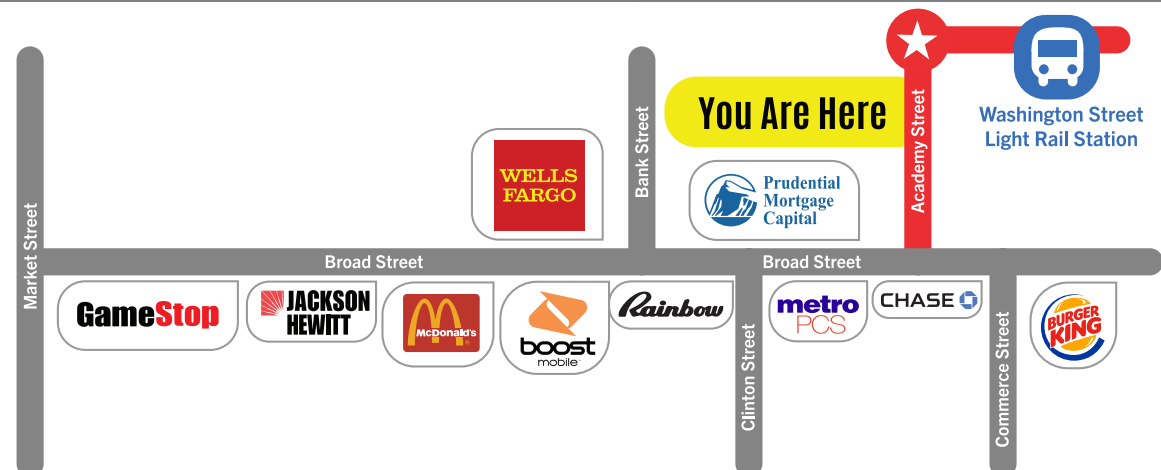 You Are Here
Washington Street
Light Rail Station
Academy Street
Bank Street
WELLS
FARGO
Prudential
Mortgage
Capital
Market Street
Broad Street
Broad Street
GameStop
JACKSON
HEWITT
McDonald's
boost
mobile
Rainbow
Clinton Street
metro
PCS
CHASE
Commerce Street
BURGER
KING